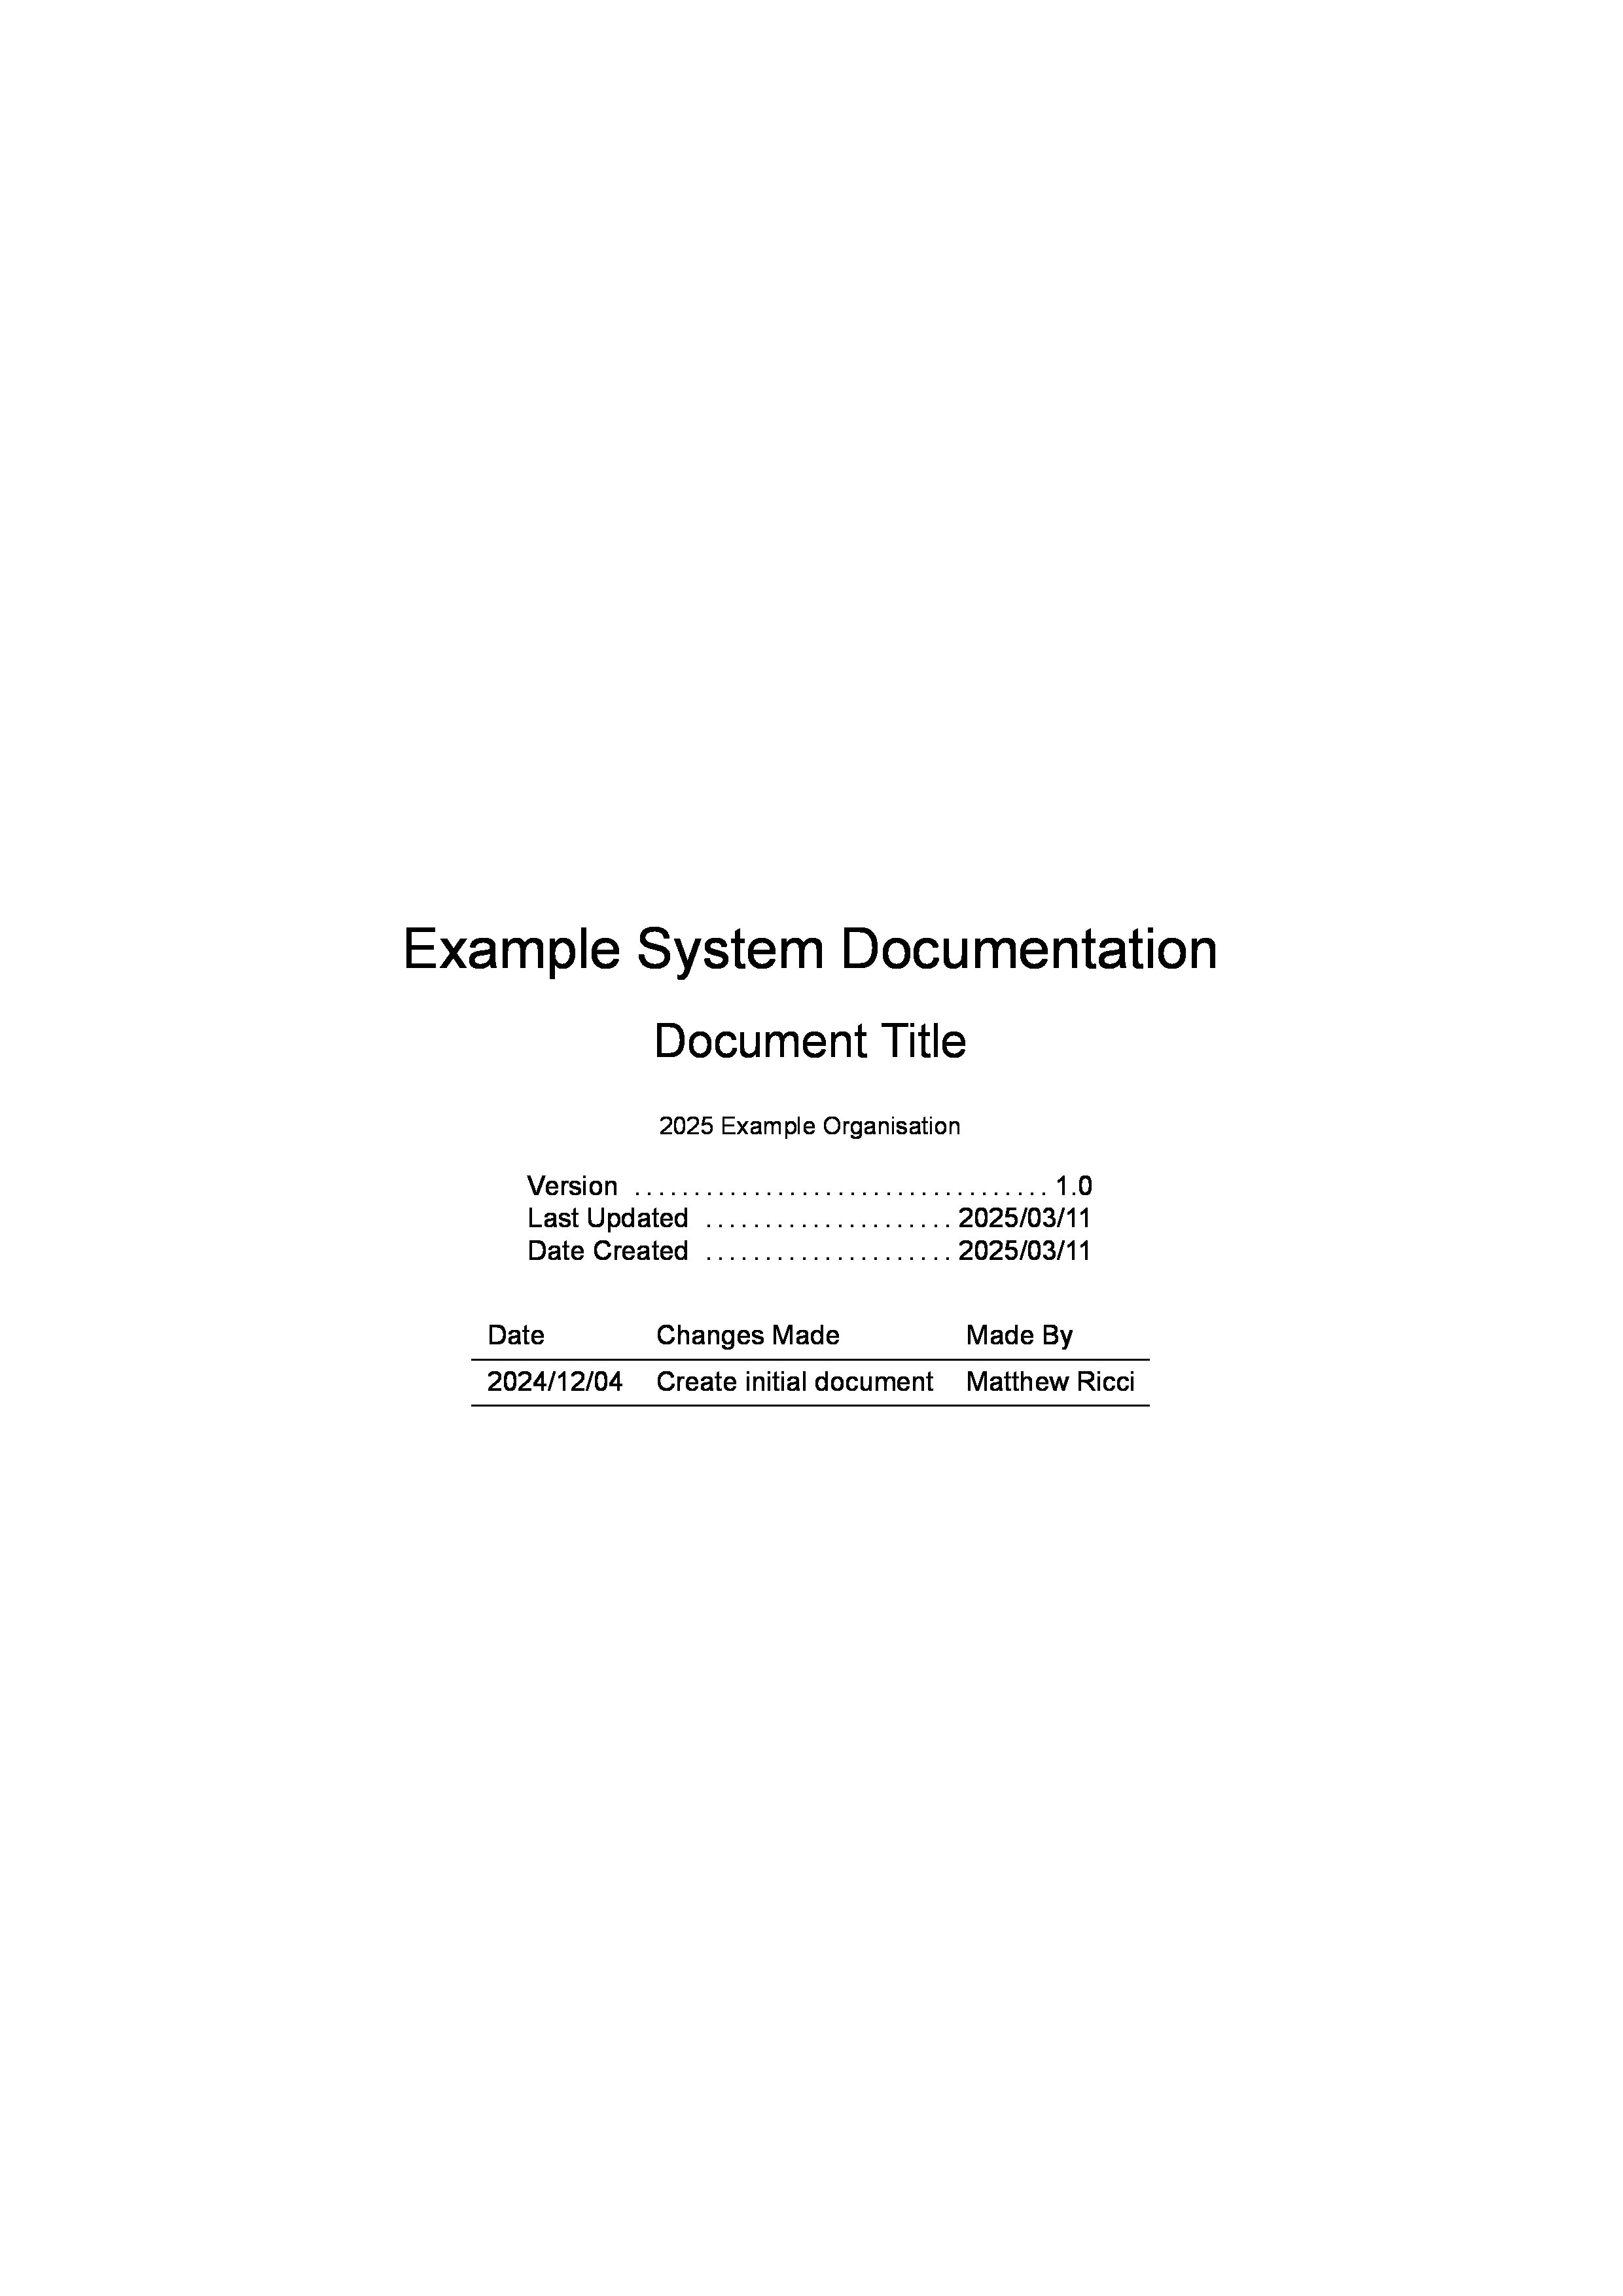 Example System Documentation
Document Title
2025 Example Organisation
Version ................................... 1.0
Last Updated ..................... 2025/03/11
Date Created ..................... 2025/03/11
Date Changes Made Made By
2024/12/04 Create initial document Matthew Ricci